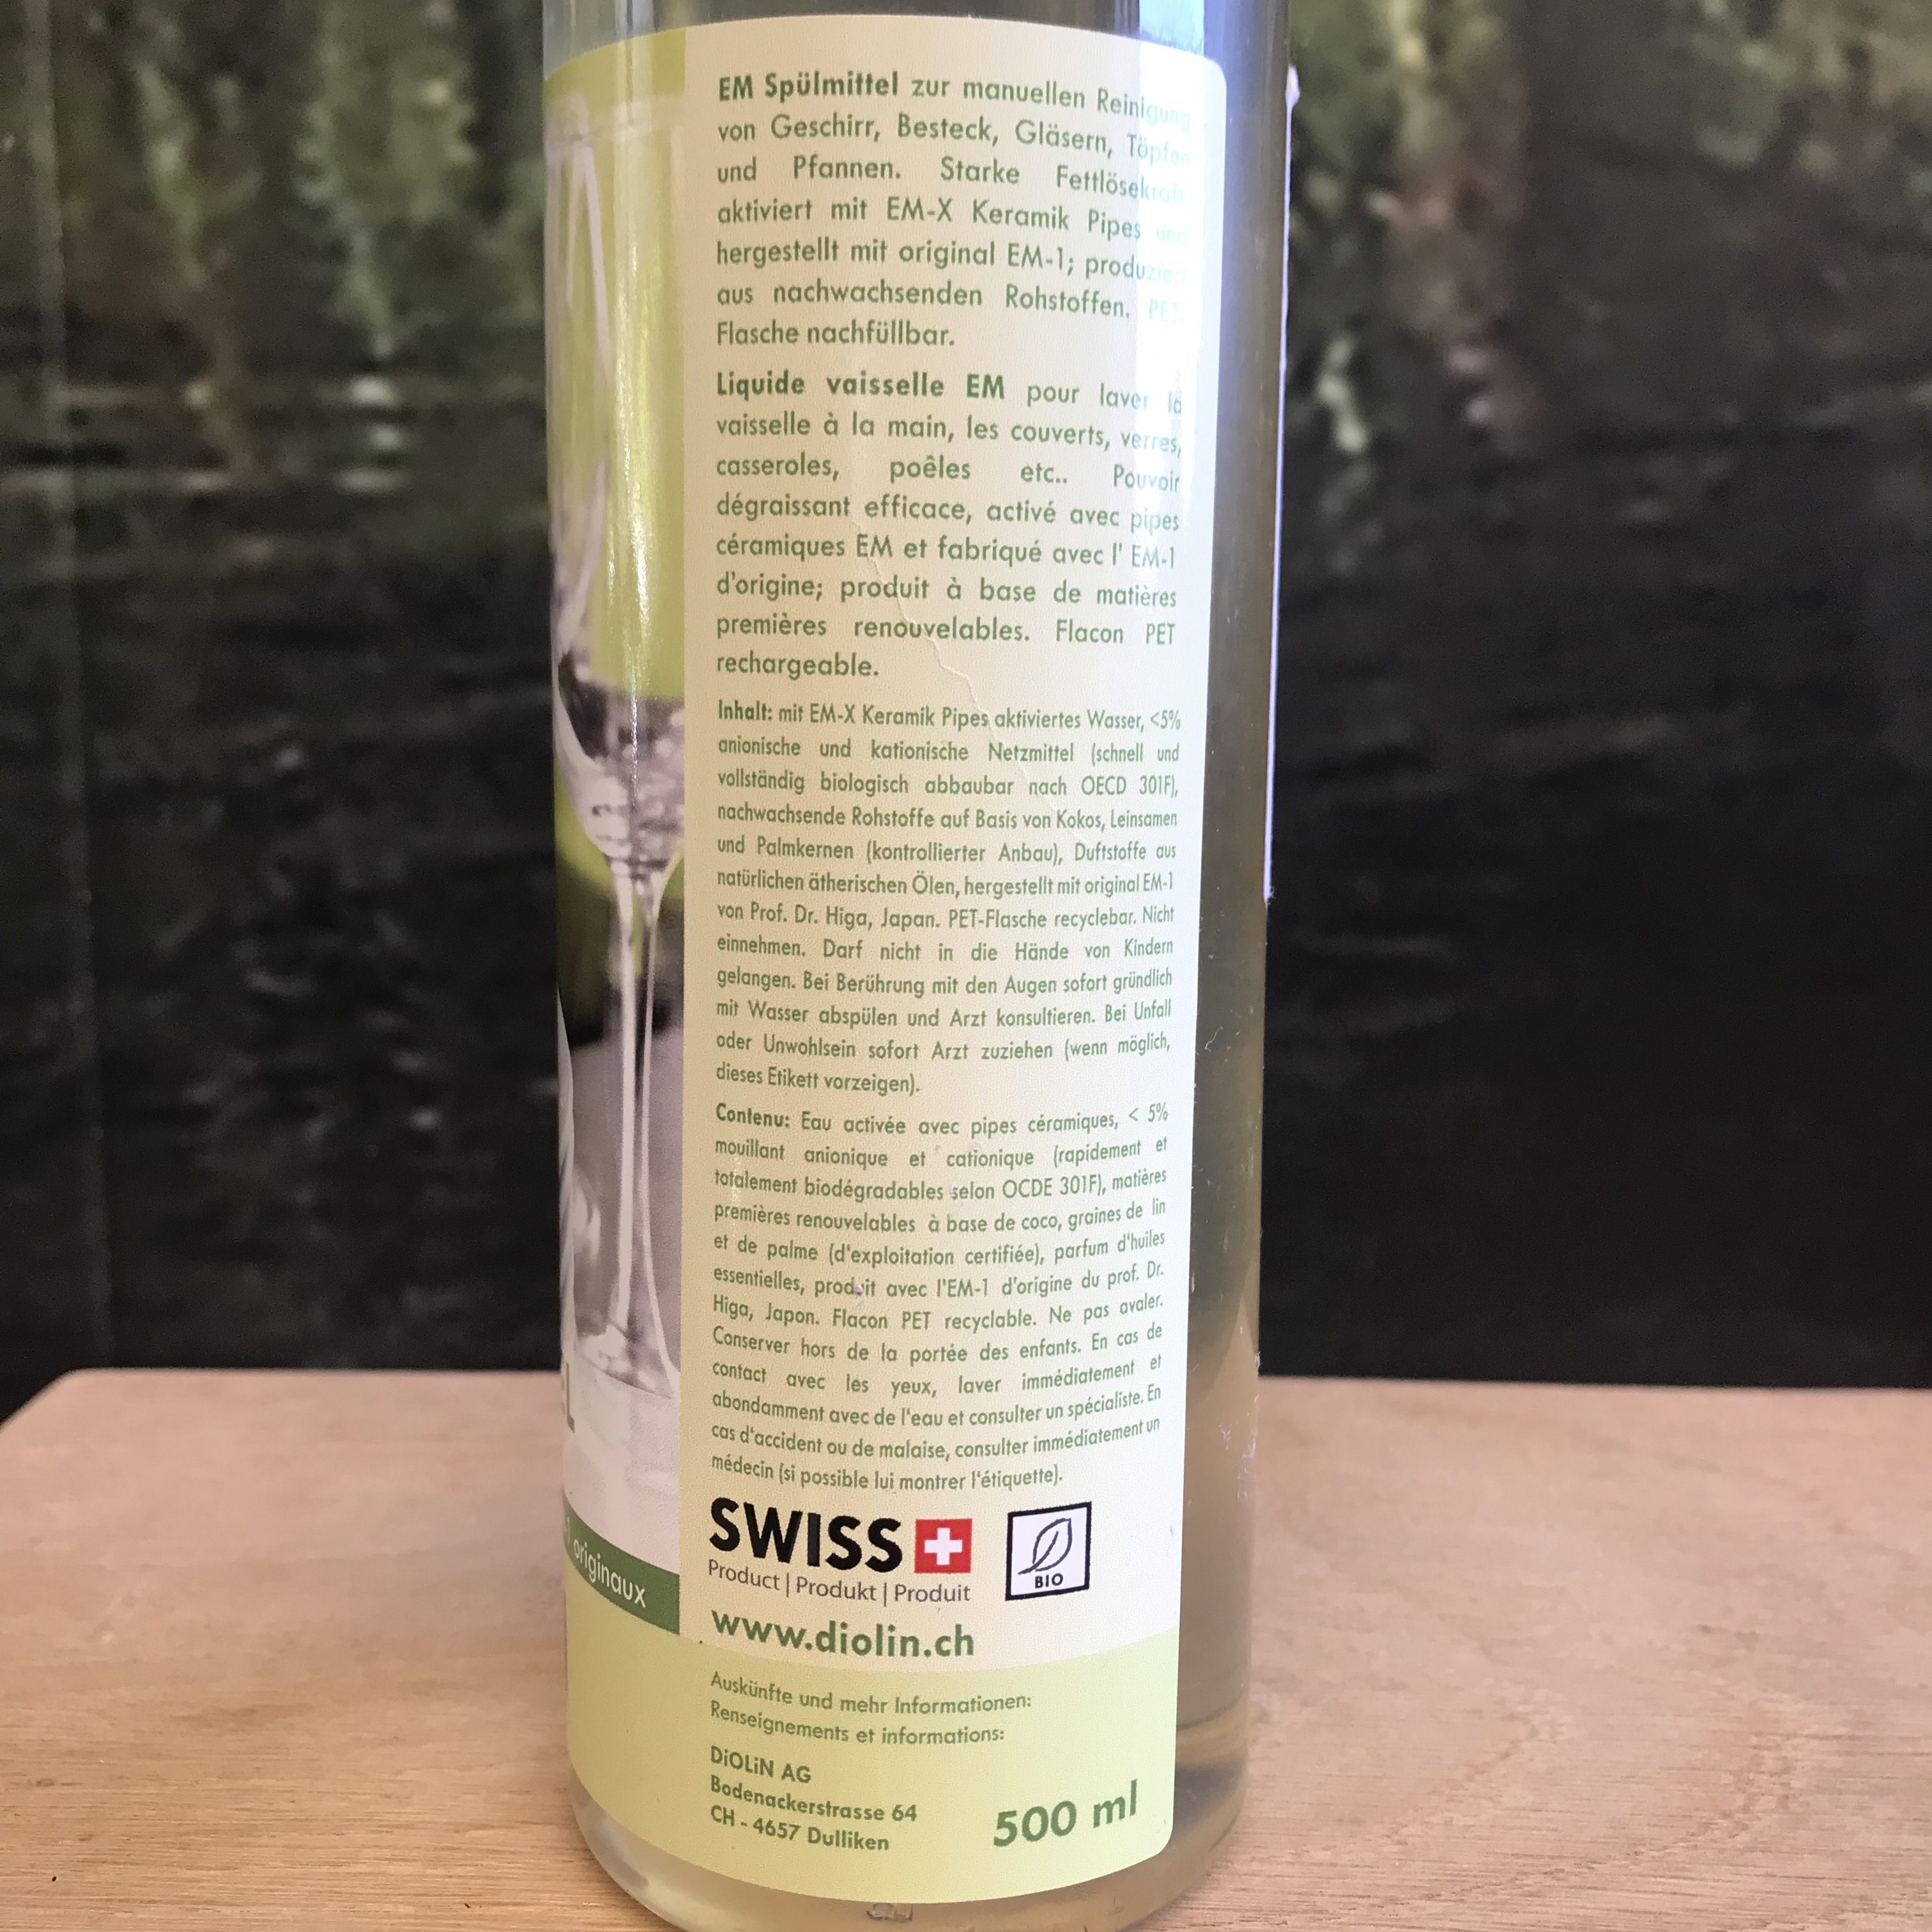 EM Spülmittel zur manuellen Reinigung
von Geschirr, Besteck, Gläsern, Töpfen
und Pfannen. Starke Fettlösekraft
aktiviert mit EM-X Keramik Pipes und
hergestellt mit original EM-1; produziert
aus nachwachsenden Rohstoffen. PET-
Flasche nachfüllbar.
Liquide vaisselle EM pour laver la
vaisselle à la main, les couverts, verres,
casseroles, poêles etc.. Pouvoir
dégraissant efficace, activé avec pipes
céramiques EM et fabriqué avec l' EM-1
d'origine; produit à base de matières
premières renouvelables. Flacon PET
rechargeable.
Inhalt: mit EM-X Keramik Pipes aktiviertes Wasser, <5%
anionische und kationische Netzmittel (schnell und
vollständig biologisch abbaubar nach OECD 301F),
nachwachsende Rohstoffe auf Basis von Kokos, Leinsamen
und Palmkernen (kontrollierter Anbau), Duftstoffe aus
natürlichen ätherischen Ölen, hergestellt mit original EM-1
von Prof. Dr. Higa, Japan. PET-Flasche recyclebar. Nicht
einnehmen. Darf nicht in die Hände von Kindern
gelangen. Bei Berührung mit den Augen sofort gründlich
mit Wasser abspülen und Arzt konsultieren. Bei Unfall
oder Unwohlsein sofort Arzt zuziehen (wenn möglich,
dieses Etikett vorzeigen).
Contenu: Eau activée avec pipes céramiques, < 5%
mouillant anionique et cationique (rapidement et
totalement biodégradables selon OCDE 301F), matières
premières renouvelables à base de coco, graines de lin
et de palme (d'exploitation certifiée), parfum d'huiles
essentielles, produit avec l'EM-1 d'origine du prof. Dr.
Higa, Japon. Flacon PET recyclable. Ne pas avaler.
Conserver hors de la portée des enfants. En cas de
contact avec les yeux, laver immédiatement et
abondamment avec de l'eau et consulter un spécialiste. En
cas d'accident ou de malaise, consulter immédiatement un
médecin (si possible lui montrer l'étiquette).
SWISS
Product | Produkt | Produit
BIO
originaux
www.diolin.ch
Auskünfte und mehr Informationen:
Renseignements et informations:
DiOLiN AG
Bodenackerstrasse 64
CH - 4657 Dulliken
500 ml